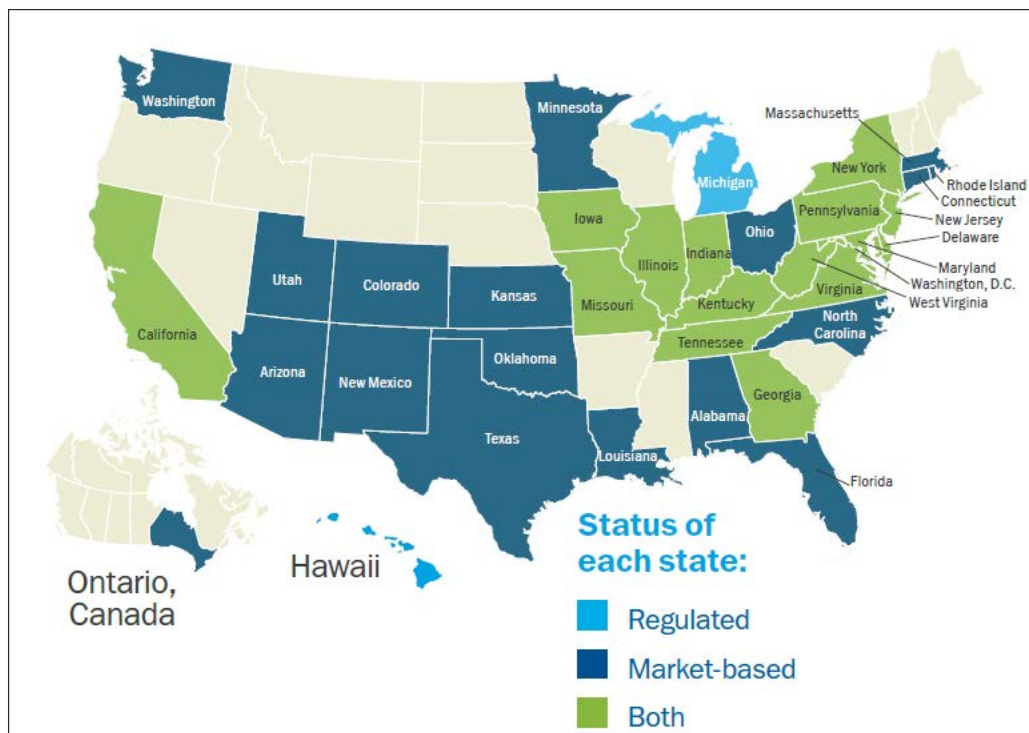 Washington
Minnesota
Massachusetts
Michigan
New York
Rhode Island
Connecticut
Iowa
Pennsylvania
New Jersey
Ohio
Delaware
Utah
Colorado
Kansas
Illinois
Indiana
Maryland
Washington, D.C.
West Virginia
Missouri
Kentucky
Virginia
California
North
Carolina
Tennessee
Arizona
New Mexico
Oklahoma
Georgia
Alabama
Texas
Louisiana
Florida
Ontario,
Canada
Hawaii
Status of
each state:
Regulated
Market-based
Both